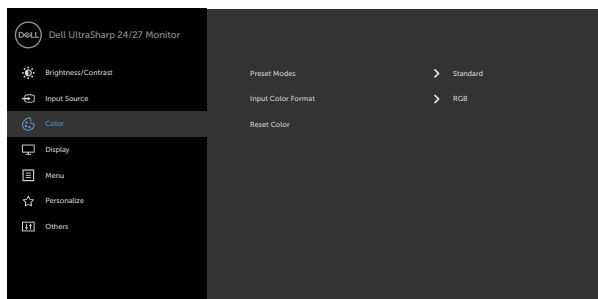 DELL Dell UltraSharp 24/27 Monitor
Brightness/Contrast Preset Modes Standard
Input Source Input Color Format RGB
Color Reset Color
Display
Menu
Personalize
Others